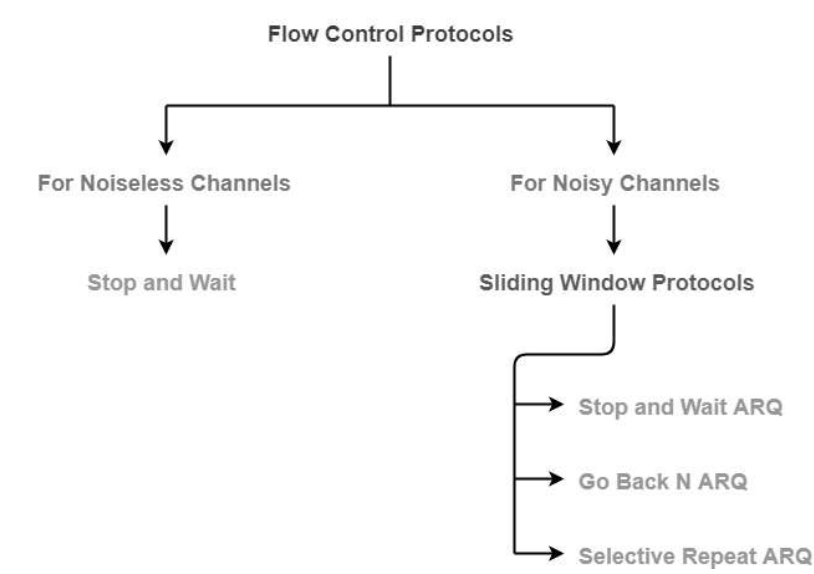 Flow Control Protocols
For Noiseless Channels
For Noisy Channels
Stop and Wait
Sliding Window Protocols
Stop and Wait ARQ
Go Back N ARQ
Selective Repeat ARQ